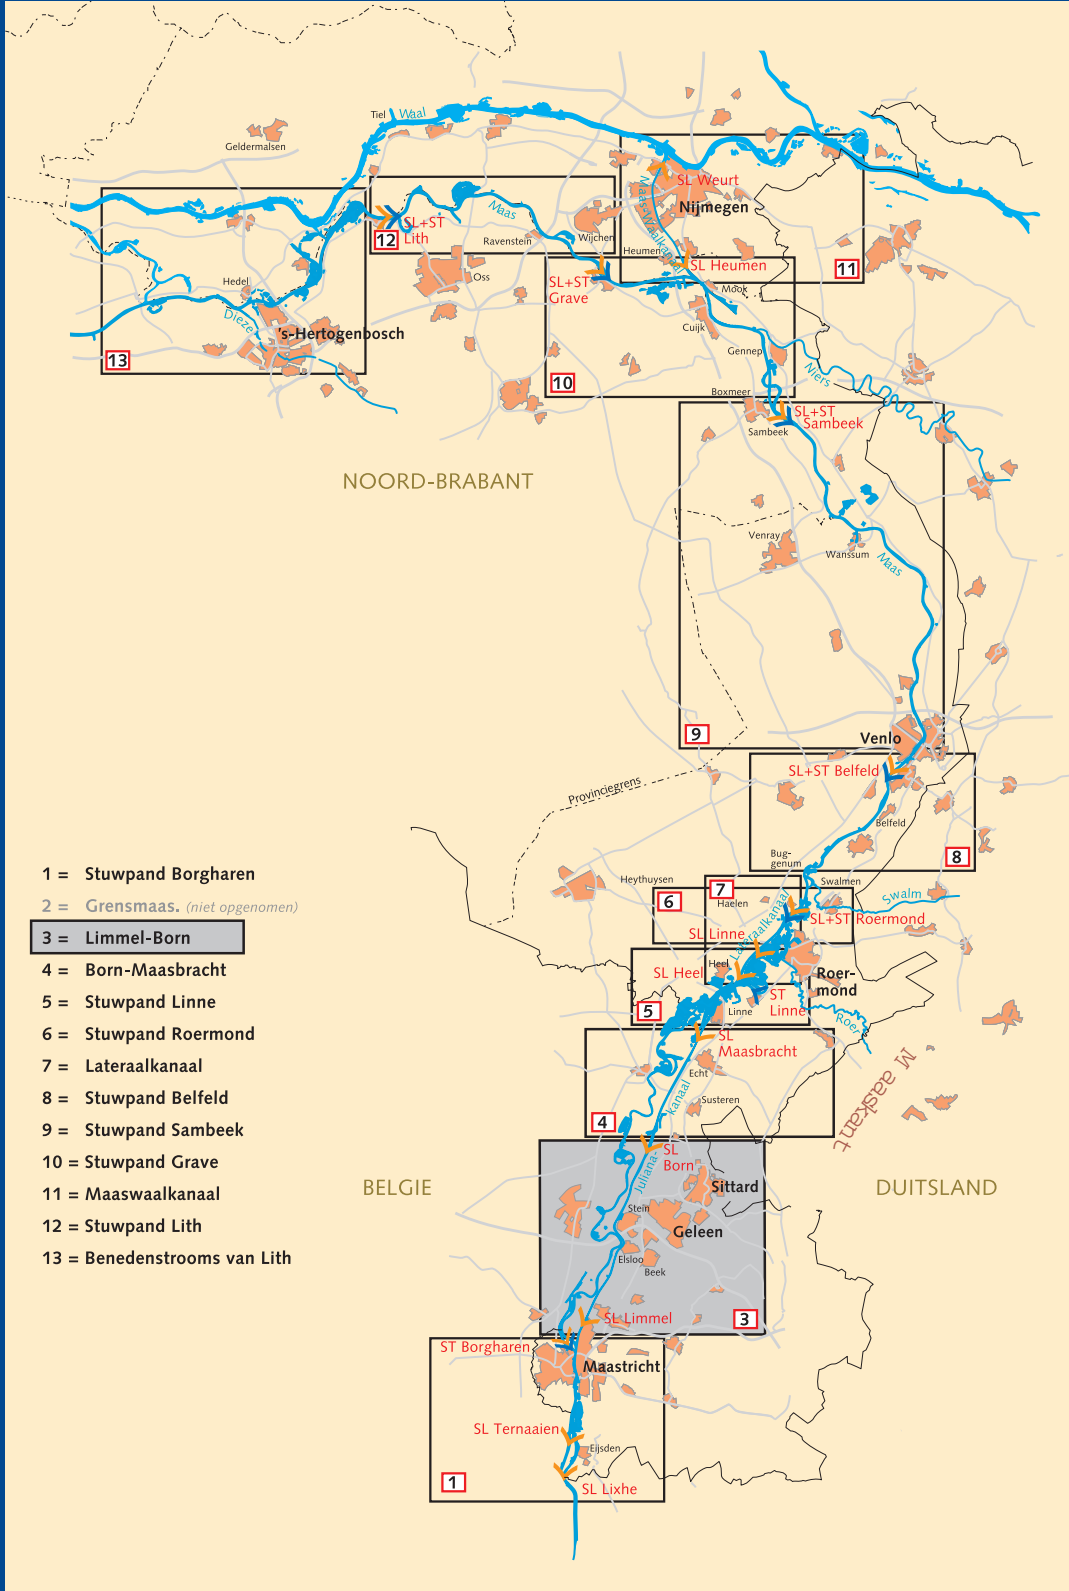 Tiel
Waal
Geldermalsen
SL Weurt
Nijmegen
Maas-Waalkanaal
SL+ST
Lith
12
Maas
Ravenstein
Wijchen
Heumen
SL Heumen
11
Hedel
Oss
SL+ST
Grave
Mook
Dieze
's-Hertogenbosch
Cuijk
13
Gennep
10
Niers
Boxmeer
SL+ST
Sambeek
Sambeek
NOORD-BRABANT
Venray
Wanssum
Maas
9
Venlo
SL+ST Belfeld
Provinciegrens
Belfeld
Bug-
genum
8
Heythuysen
7
Swalmen
6
Haelen
Swalm
SL+ST Roermond
Lateraalkanaal
SL Linne
Heel
SL Heel
Roer-
mond
ST
Linne
5
Linne
Roer
SL
Maasbracht
Echt
Maaskant
kanaal
Susteren
4
SL
Born
Juliana-
Sittard
BELGIE
DUITSLAND
Stein
Geleen
Elsloo
Beek
SL Limmel
3
ST Borgharen
Maastricht
SL Ternaaien
Eijsden
1
SL Lixhe
1 = Stuwpand Borgharen
2 = Grensmaas. (niet opgenomen)
3 = Limmel-Born
4 = Born-Maasbracht
5 = Stuwpand Linne
6 = Stuwpand Roermond
7 = Lateraalkanaal
8 = Stuwpand Belfeld
9 = Stuwpand Sambeek
10 = Stuwpand Grave
11 = Maaswaalkanaal
12 = Stuwpand Lith
13 = Benedenstrooms van Lith